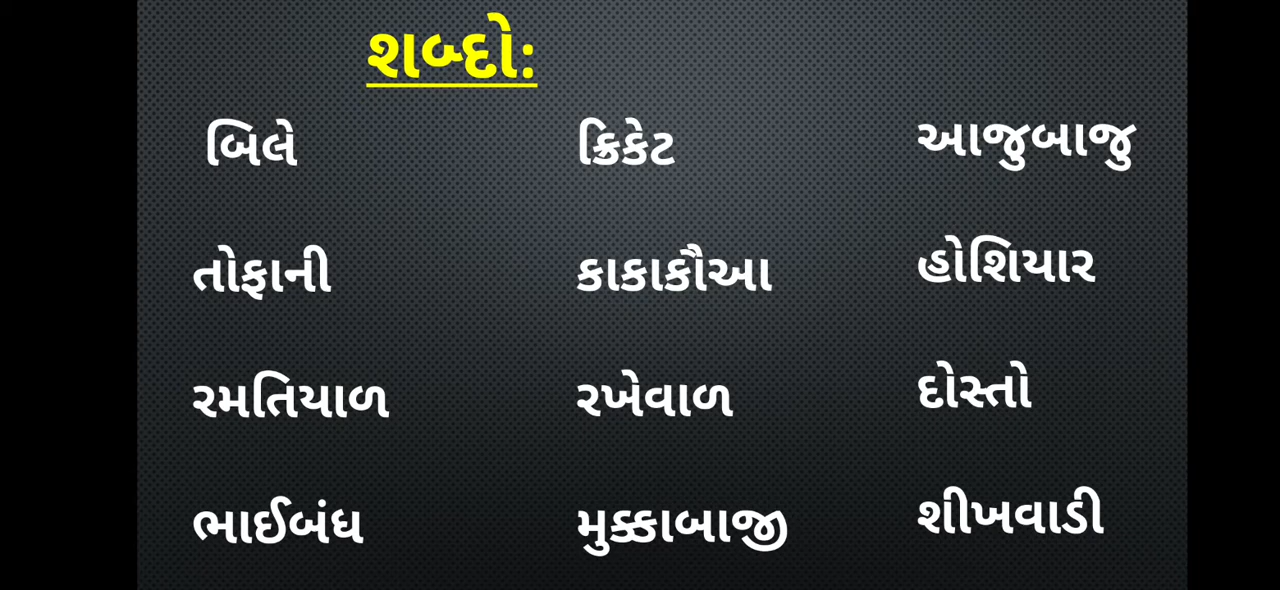 શબ્દો:
બિલે ક્રિકેટ આજુબાજુ
તોફાની કાકાકૌઆ હોશિયાર
રમતિયાળ રખેવાળ દોસ્તો
ભાઈબંધ મુક્કાબાજી શીખવાડી